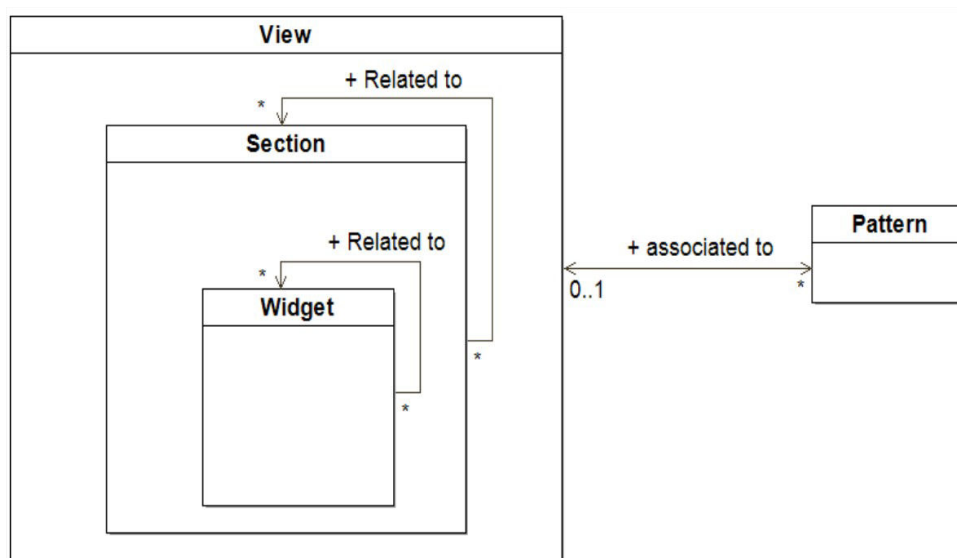 View
+ Related to
*
Section
Pattern
+ Related to
+ associated to
*
0..1
*
Widget
*
*